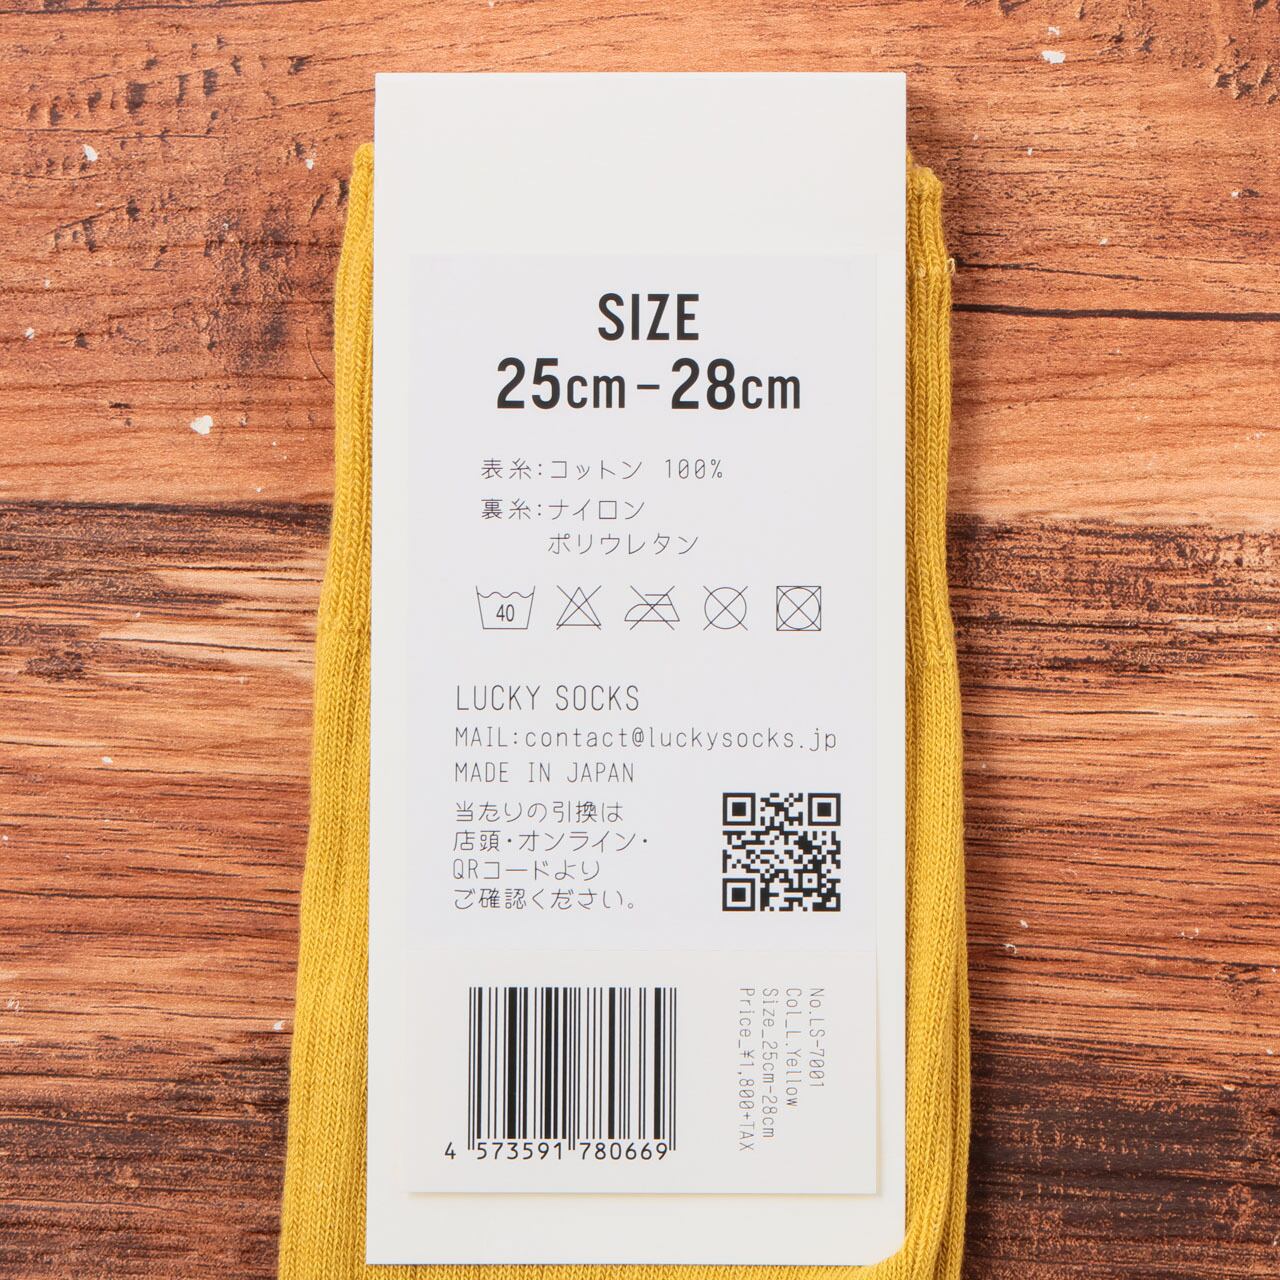 SIZE
25cm-28cm
表糸:コットン 100%
裏糸:ナイロン
ポリウレタン
40
LUCKY SOCKS
MAIL:contact@luckysocks.jp
MADE IN JAPAN
当たりの引換は
店頭・オンライン・
QRコードより
ご確認ください。
4 573591 780669
No.LS-7001
Col_L.Yellow
Size_25cm-28cm
Price_¥1,800+TAX